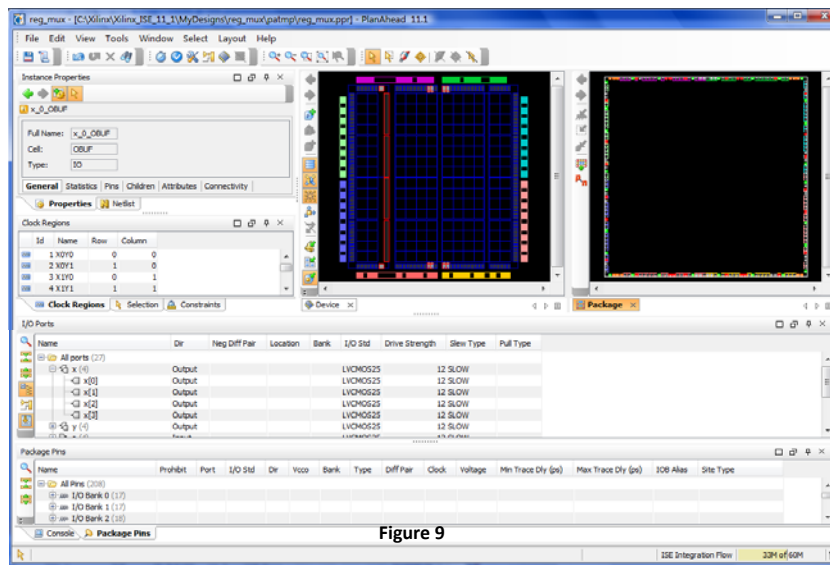 reg_mux - [C:\Xilinx\Xilinx_ISE_11_1\MyDesigns\reg_mux\patmp\reg_mux.ppr] - PlanAhead 11.1
File Edit View Tools Window Select Layout Help
Instance Properties
x_0_OBUF
Full Name: x_0_OBUF
Cell: OBUF
Type: IO
General Statistics Pins Children Attributes Connectivity
Properties Netlist
Clock Regions
Id Name Row Column
1 X0Y0 0 0
2 X0Y1 1 0
3 X1Y0 0 1
4 X1Y1 1 1
Clock Regions Selection Constraints
Device
Package
I/O Ports
Name Dir Neg Diff Pair Location Bank I/O Std Drive Strength Slew Type Pull Type
All ports (27)
x (4) Output LVCMOS25 12 SLOW
x[0] Output LVCMOS25 12 SLOW
x[1] Output LVCMOS25 12 SLOW
x[2] Output LVCMOS25 12 SLOW
x[3] Output LVCMOS25 12 SLOW
y (4) Output LVCMOS25 12 SLOW
Package Pins
Name Prohibit Port I/O Std Dir Vcco Bank Type Diff Pair Clock Voltage Min Trace Dly (ps) Max Trace Dly (ps) IOB Alias Site Type
All Pins (208)
I/O Bank 0 (17)
I/O Bank 1 (17)
I/O Bank 2 (18)
Figure 9
Console Package Pins
ISE Integration Flow 33M of 60M